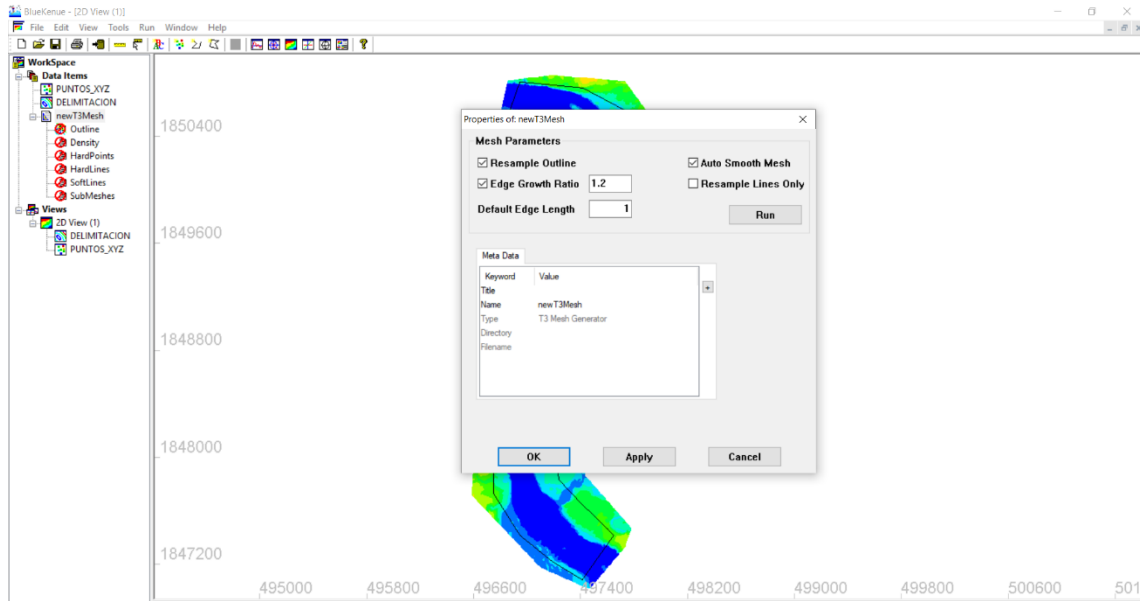 BlueKenue - [2D View (1)]
File Edit View Tools Run Window Help
WorkSpace
Data Items
PUNTOS_XYZ
DELIMITACION
newT3Mesh
Outline
Density
HardPoints
HardLines
SoftLines
SubMeshes
Views
2D View (1)
DELIMITACION
PUNTOS_XYZ
1850400
1849600
1848800
1848000
1847200
495000 495800 496600 497400 498200 499000 499800 500600 501
Properties of: newT3Mesh
Mesh Parameters
Resample Outline Auto Smooth Mesh
Edge Growth Ratio 1.2 Resample Lines Only
Default Edge Length 1 Run
Meta Data
Keyword Value
Title
Name newT3Mesh
Type T3 Mesh Generator
Directory
Filename
+
OK Apply Cancel